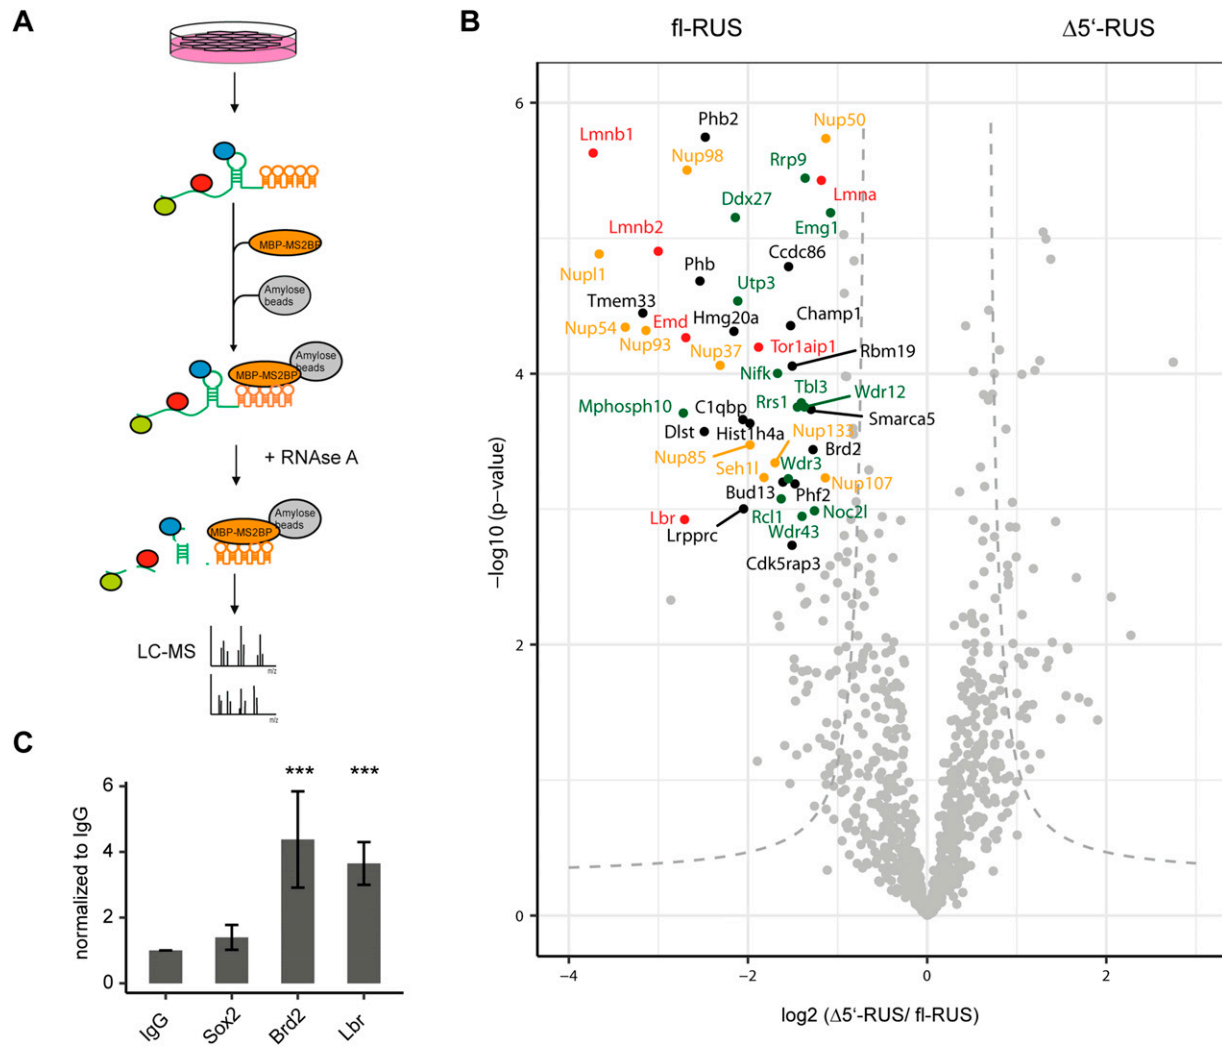 A
MBP-MS2BP
Amylose
beads
Amylose
beads
MBP-MS2BP
+ RNAse A
Amylose
beads
MBP-MS2BP
LC-MS
m/z
m/z
B
fl-RUS
Δ5'-RUS
6
4
2
0
−log10 (p−value)
Phb2
Nup50
Lmnb1
Nup98
Rrp9
Ddx27
Lmna
Lmnb2
Emg1
Ccdc86
Nupl1
Phb
Utp3
Tmem33
Hmg20a
Champ1
Nup54
Emd
Nup93
Nup37
Tor1aip1
Rbm19
Nifk
Tbl3
Wdr12
Mphosph10
C1qbp
Rrs1
Smarca5
Dlst
Hist1h4a
Nup133
Brd2
Nup85
Seh1l
Wdr3
Nup107
Bud13
Phf2
Lbr
Lrpprc
Rcl1
Noc2l
Wdr43
Cdk5rap3
−4
−2
0
2
log2 (Δ5'-RUS/ fl-RUS)
C
normalized to IgG
6
4
2
0
***
***
IgG
Sox2
Brd2
Lbr